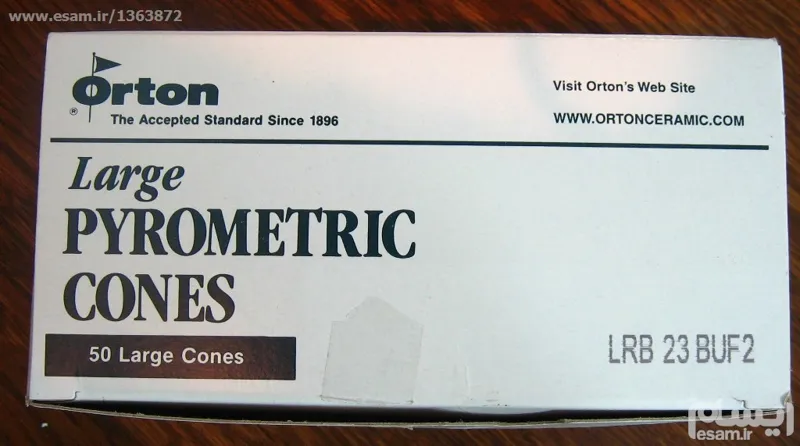 www.esam.ir/1363872
Orton
®
The Accepted Standard Since 1896
Visit Orton's Web Site
WWW.ORTONCERAMIC.COM
Large
PYROMETRIC
CONES
50 Large Cones
LRB 23 BUF2
ایسام
esam.ir